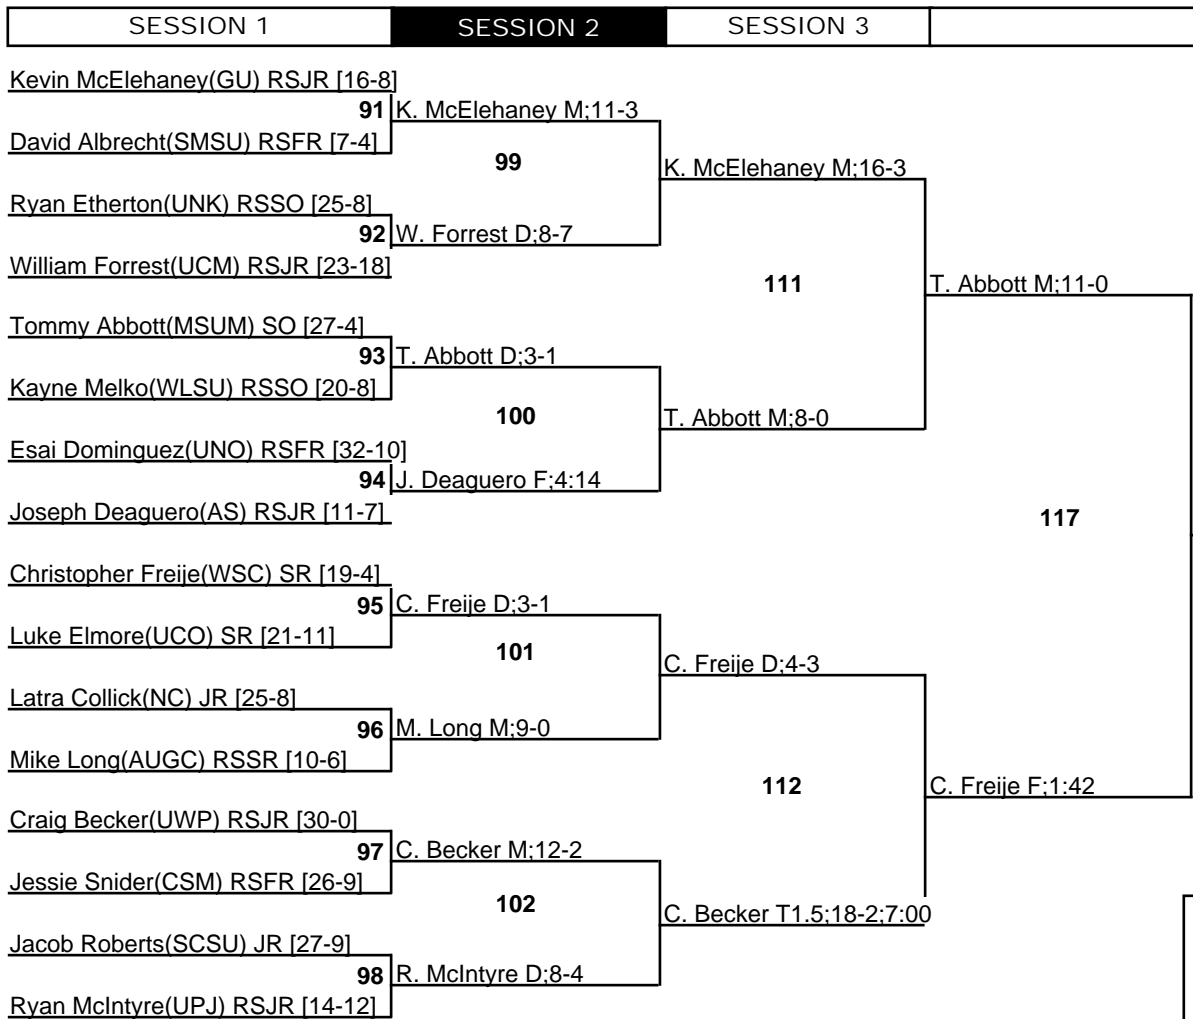 SESSION 1 SESSION 2 SESSION 3
Kevin McElehaney(GU) RSJR [16-8]
91 K. McElehaney M;11-3
David Albrecht(SMSU) RSFR [7-4]
99
K. McElehaney M;16-3
Ryan Etherton(UNK) RSSO [25-8]
92 W. Forrest D;8-7
William Forrest(UCM) RSJR [23-18]
111
T. Abbott M;11-0
Tommy Abbott(MSUM) SO [27-4]
93 T. Abbott D;3-1
Kayne Melko(WLSU) RSSO [20-8]
100
T. Abbott M;8-0
Esai Dominguez(UNO) RSFR [32-10]
94 J. Deaguero F;4:14
Joseph Deaguero(AS) RSJR [11-7]
117
Christopher Freije(WSC) SR [19-4]
95 C. Freije D;3-1
Luke Elmore(UCO) SR [21-11]
101
C. Freije D;4-3
Latra Collick(NC) JR [25-8]
96 M. Long M;9-0
Mike Long(AUGC) RSSR [10-6]
112
C. Freije F;1:42
Craig Becker(UWP) RSJR [30-0]
97 C. Becker M;12-2
Jessie Snider(CSM) RSFR [26-9]
102
C. Becker T1.5;18-2;7:00
Jacob Roberts(SCSU) JR [27-9]
98 R. McIntyre D;8-4
Ryan McIntyre(UPJ) RSJR [14-12]